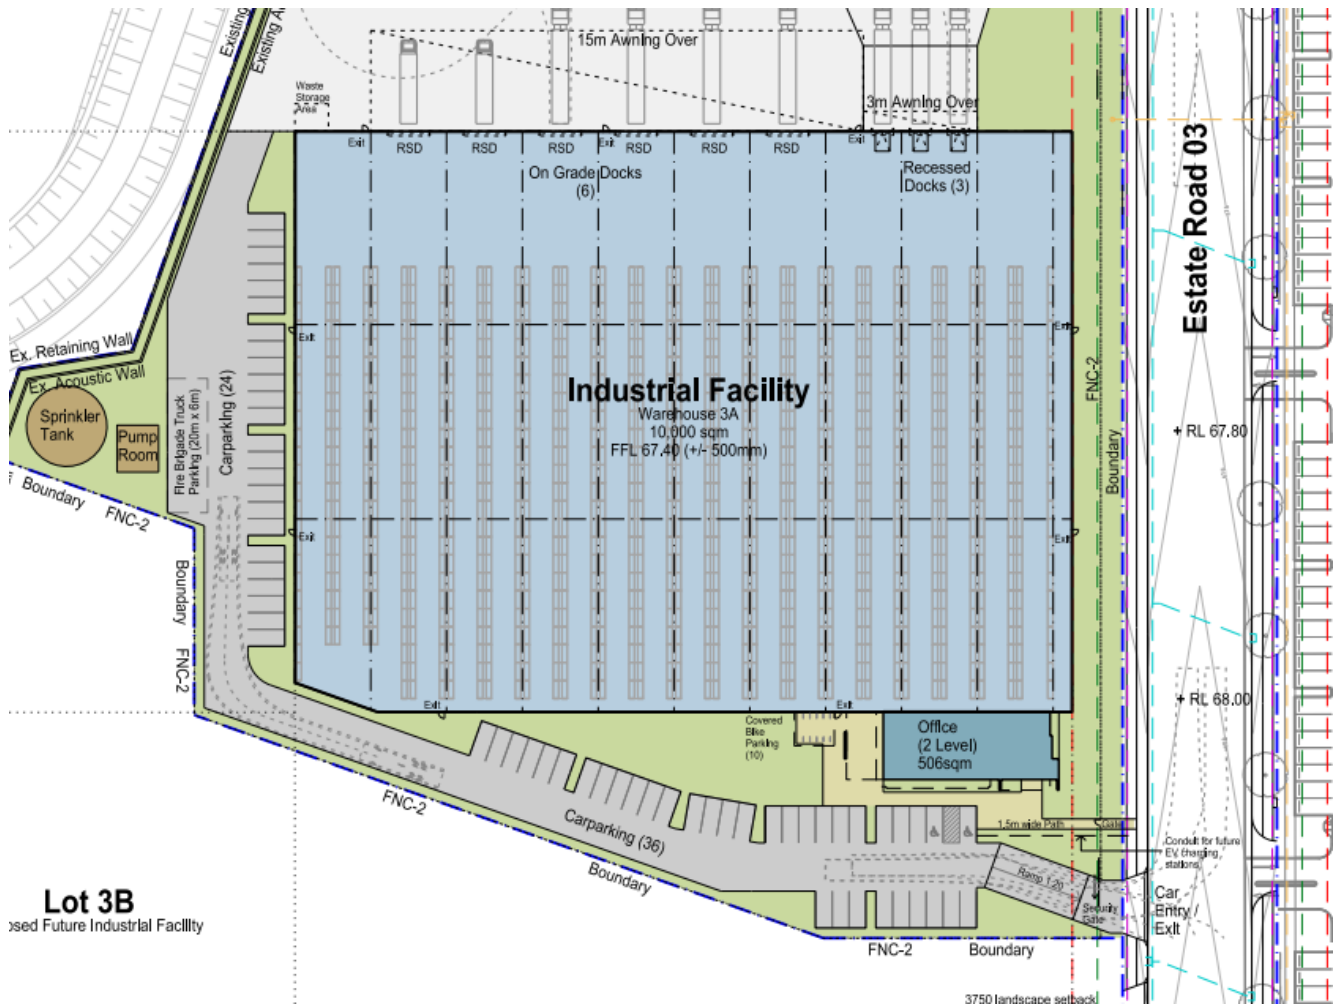 Existing
Existing A
15m Awning Over
Waste
Storage
Area
3m Awning Over
Exit
RSD
RSD
RSD
Exit
RSD
RSD
RSD
Exit
On Grade Docks
(6)
Recessed
Docks (3)
Estate Road 03
Ex. Retaining Wall
Ex. Acoustic Wall
Sprinkler
Tank
Pump
Room
Fire Brigade Truck
Parking (20m x 6m)
Carparking (24)
Exit
Exit
Industrial Facility
Warehouse 3A
10,000 sqm
FFL 67.40 (+/- 500mm)
FNC-2
Boundary
+ RL 67.80
Boundary
FNC-2
Exit
Exit
Boundary
FNC-2
+ RL 68.00
Exit
Exit
Covered
Bike
Parking
(10)
Office
(2 Level)
506sqm
FNC-2
Carparking (36)
Boundary
1.5m wide Path
Gate
Conduit for future
EV charging
stations
Ramp 1:20
Security
Gate
Car
Entry /
Exit
Lot 3B
osed Future Industrial Facility
FNC-2
Boundary
3750 landscape setback